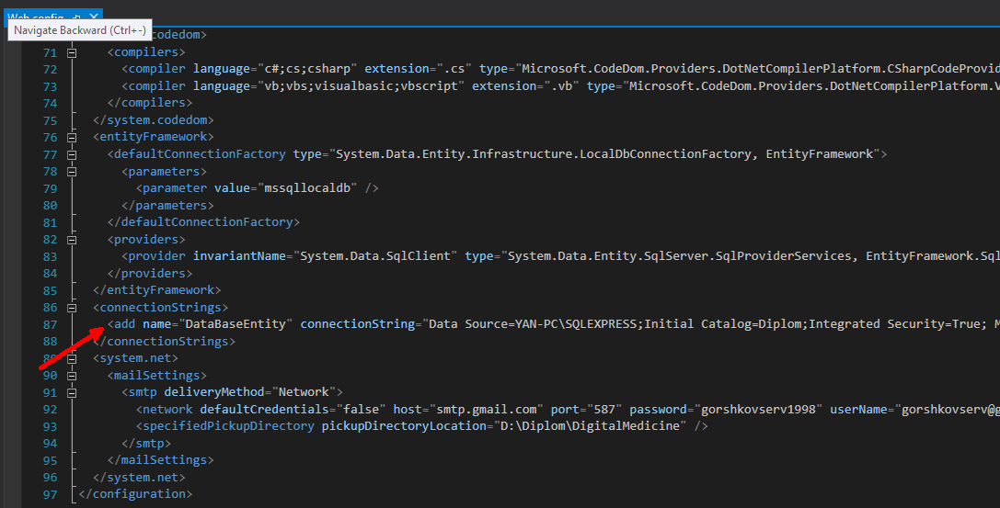 Web.config
Navigate Backward (Ctrl+-)
codedom>
71 <compilers>
72 <compiler language="c#;cs;csharp" extension=".cs" type="Microsoft.CodeDom.Providers.DotNetCompilerPlatform.CSharpCodeProvid
73 <compiler language="vb;vbs;visualbasic;vbscript" extension=".vb" type="Microsoft.CodeDom.Providers.DotNetCompilerPlatform.V
74 </compilers>
75 </system.codedom>
76 <entityFramework>
77 <defaultConnectionFactory type="System.Data.Entity.Infrastructure.LocalDbConnectionFactory, EntityFramework">
78 <parameters>
79 <parameter value="mssqllocaldb" />
80 </parameters>
81 </defaultConnectionFactory>
82 <providers>
83 <provider invariantName="System.Data.SqlClient" type="System.Data.Entity.SqlServer.SqlProviderServices, EntityFramework.Sql
84 </providers>
85 </entityFramework>
86 <connectionStrings>
87 <add name="DataBaseEntity" connectionString="Data Source=YAN-PC\SQLEXPRESS;Initial Catalog=Diplom;Integrated Security=True; M
88 </connectionStrings>
89 <system.net>
90 <mailSettings>
91 <smtp deliveryMethod="Network">
92 <network defaultCredentials="false" host="smtp.gmail.com" port="587" password="gorshkovserv1998" userName="gorshkovserv@g
93 <specifiedPickupDirectory pickupDirectoryLocation="D:\Diplom\DigitalMedicine" />
94 </smtp>
95 </mailSettings>
96 </system.net>
97 </configuration>